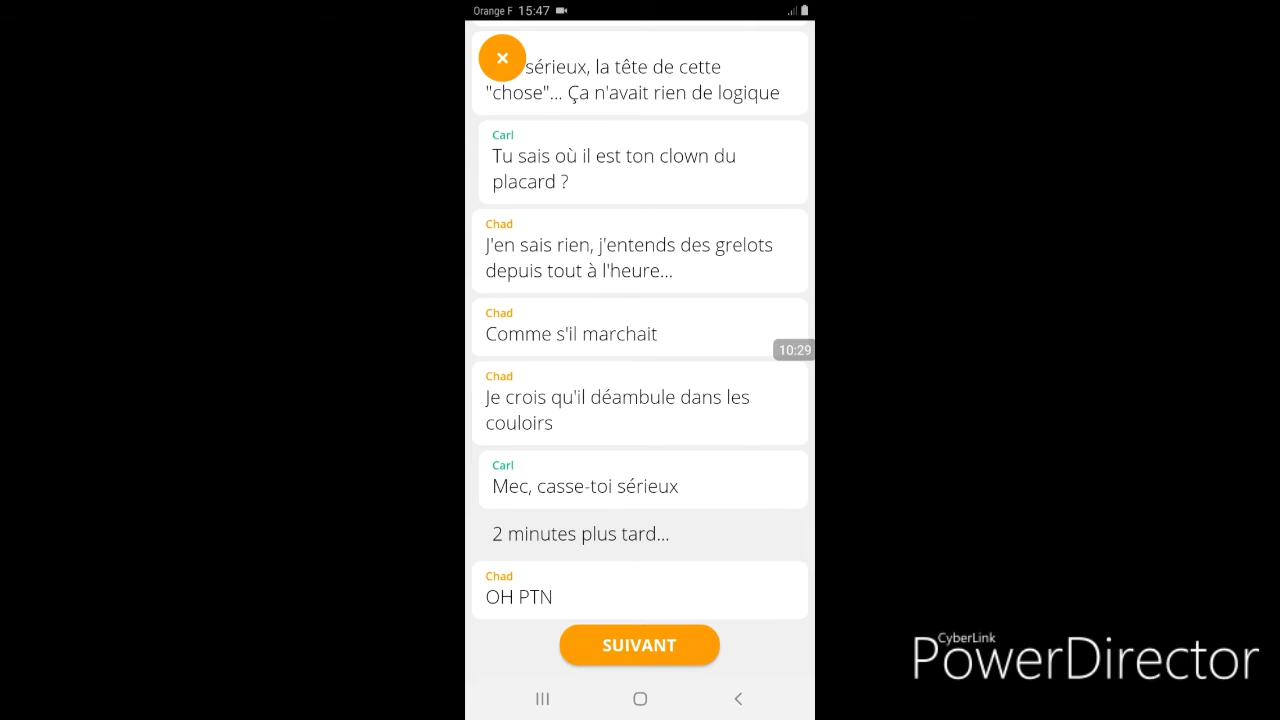 Orange F 15:47
sérieux, la tête de cette
"chose"... Ça n'avait rien de logique
Carl
Tu sais où il est ton clown du
placard ?
Chad
J'en sais rien, j'entends des grelots
depuis tout à l'heure...
Chad
Comme s'il marchait
10:29
Chad
Je crois qu'il déambule dans les
couloirs
Carl
Mec, casse-toi sérieux
2 minutes plus tard...
Chad
OH PTN
SUIVANT
CyberLink
PowerDirector